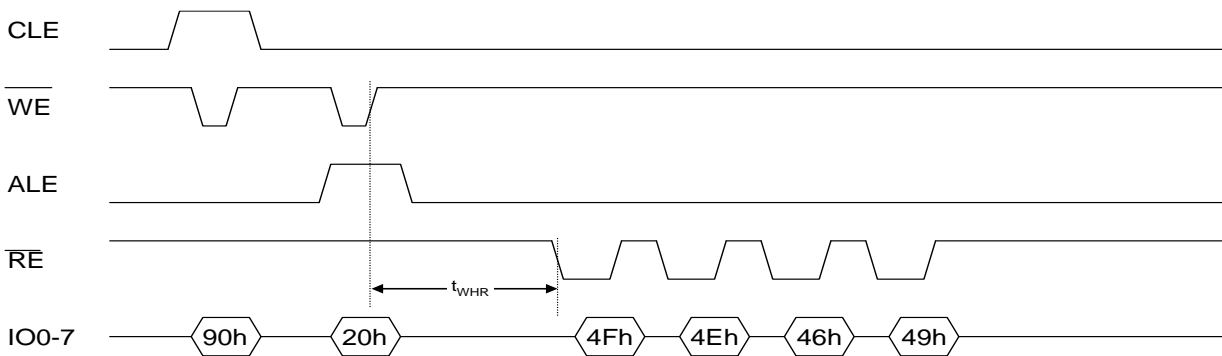 CLE
WE
ALE
RE
tWHR
IO0-7 90h 20h 4Fh 4Eh 46h 49h